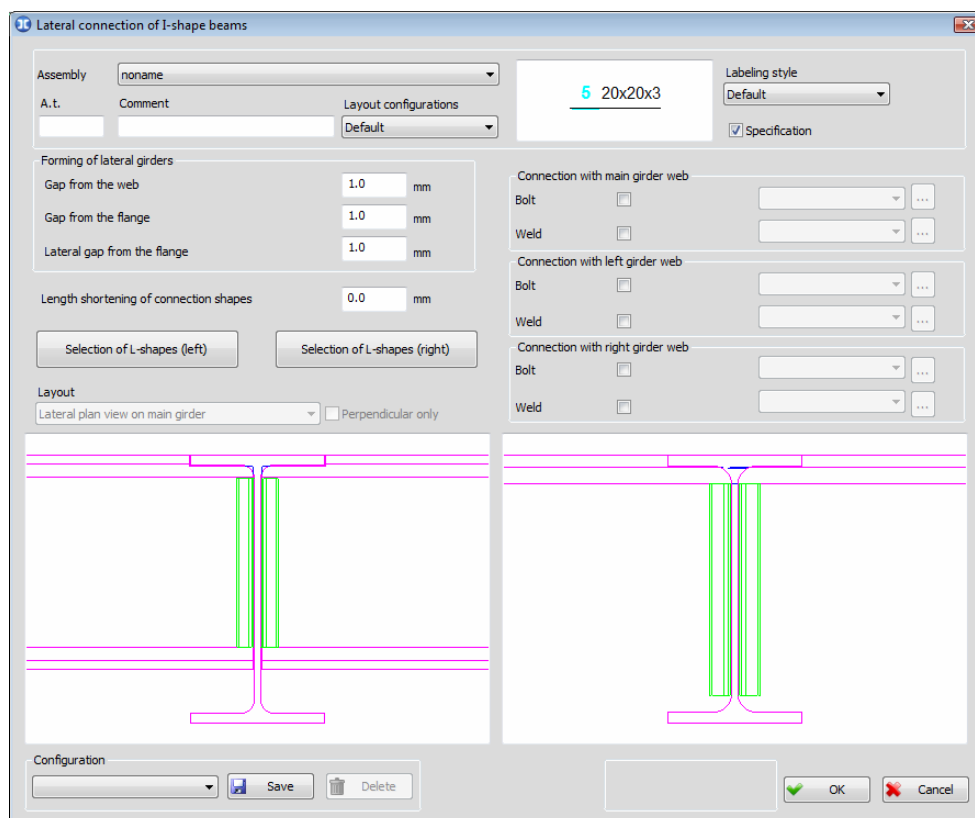 Lateral connection of I-shape beams
Assembly
noname
A.t.
Comment
Layout configurations
Default
5 20x20x3
Labeling style
Default
Specification
Forming of lateral girders
Gap from the web
1.0
mm
Gap from the flange
1.0
mm
Lateral gap from the flange
1.0
mm
Length shortening of connection shapes
0.0
mm
Selection of L-shapes (left)
Selection of L-shapes (right)
Layout
Lateral plan view on main girder
Perpendicular only
Connection with main girder web
Bolt
...
Weld
...
Connection with left girder web
Bolt
...
Weld
...
Connection with right girder web
Bolt
...
Weld
...
Configuration
Save
Delete
OK
Cancel